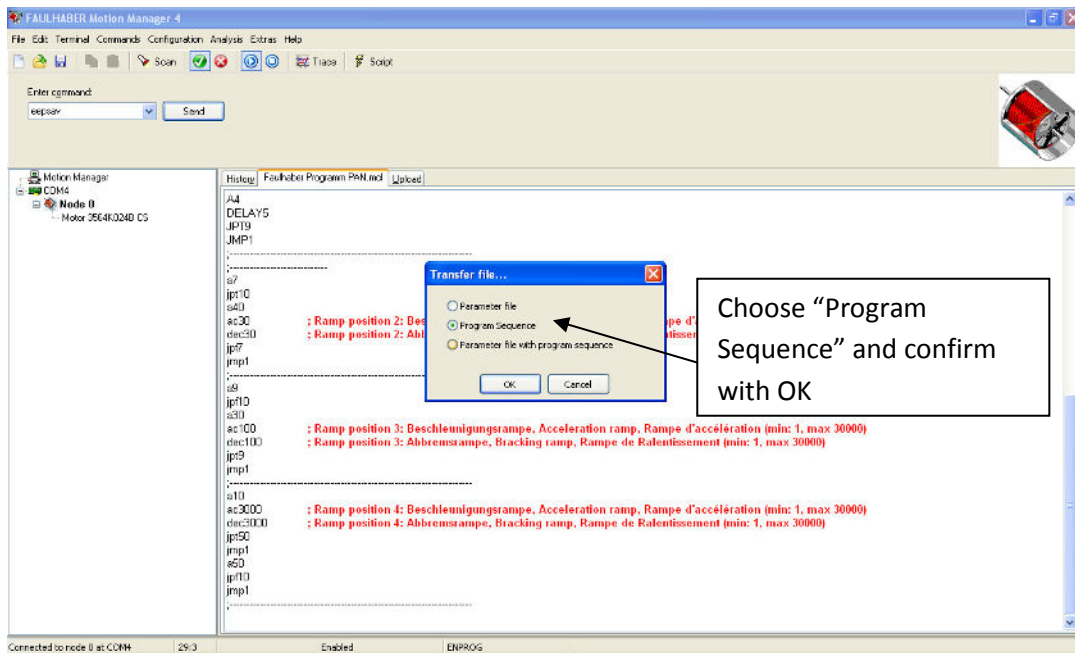 FAULHABER Motion Manager 4
File Edit Terminal Commands Configuration Analysis Extras Help
Scan Trace Script
Enter command:
eepsav Send
Motion Manager
COM4
Node 0
Motor 3564K024B CS
History Faulhaber Programm PAN.mcl Upload
A4
DELAY5
JPT9
JMP1
;-----------------------------------------------------------
;------------------------
a7
jpt10
a40
ac30 ; Ramp position 2: Bes
dec30 ; Ramp position 2: Abb
jpf7
jmp1
;-----------------------------------------------------------
a9
jpf10
a30
ac100 ; Ramp position 3: Beschleunigungsrampe, Acceleration ramp, Rampe d'accélération (min: 1, max 30000)
dec100 ; Ramp position 3: Abbremsrampe, Bracking ramp, Rampe de Ralentissement (min: 1, max 30000)
jpt9
jmp1
;-----------------------------------------------------------
a10
ac3000 ; Ramp position 4: Beschleunigungsrampe, Acceleration ramp, Rampe d'accélération (min: 1, max 30000)
dec3000 ; Ramp position 4: Abbremsrampe, Bracking ramp, Rampe de Ralentissement (min: 1, max 30000)
jpt50
jmp1
a50
jpf10
jmp1
;-----------------------------------------------------------
Transfer file...
Parameter file
Program Sequence
Parameter file with program sequence
OK Cancel
Choose “Program
Sequence” and confirm
with OK
Connected to node 0 at COM4 29:3 Enabled ENPROG